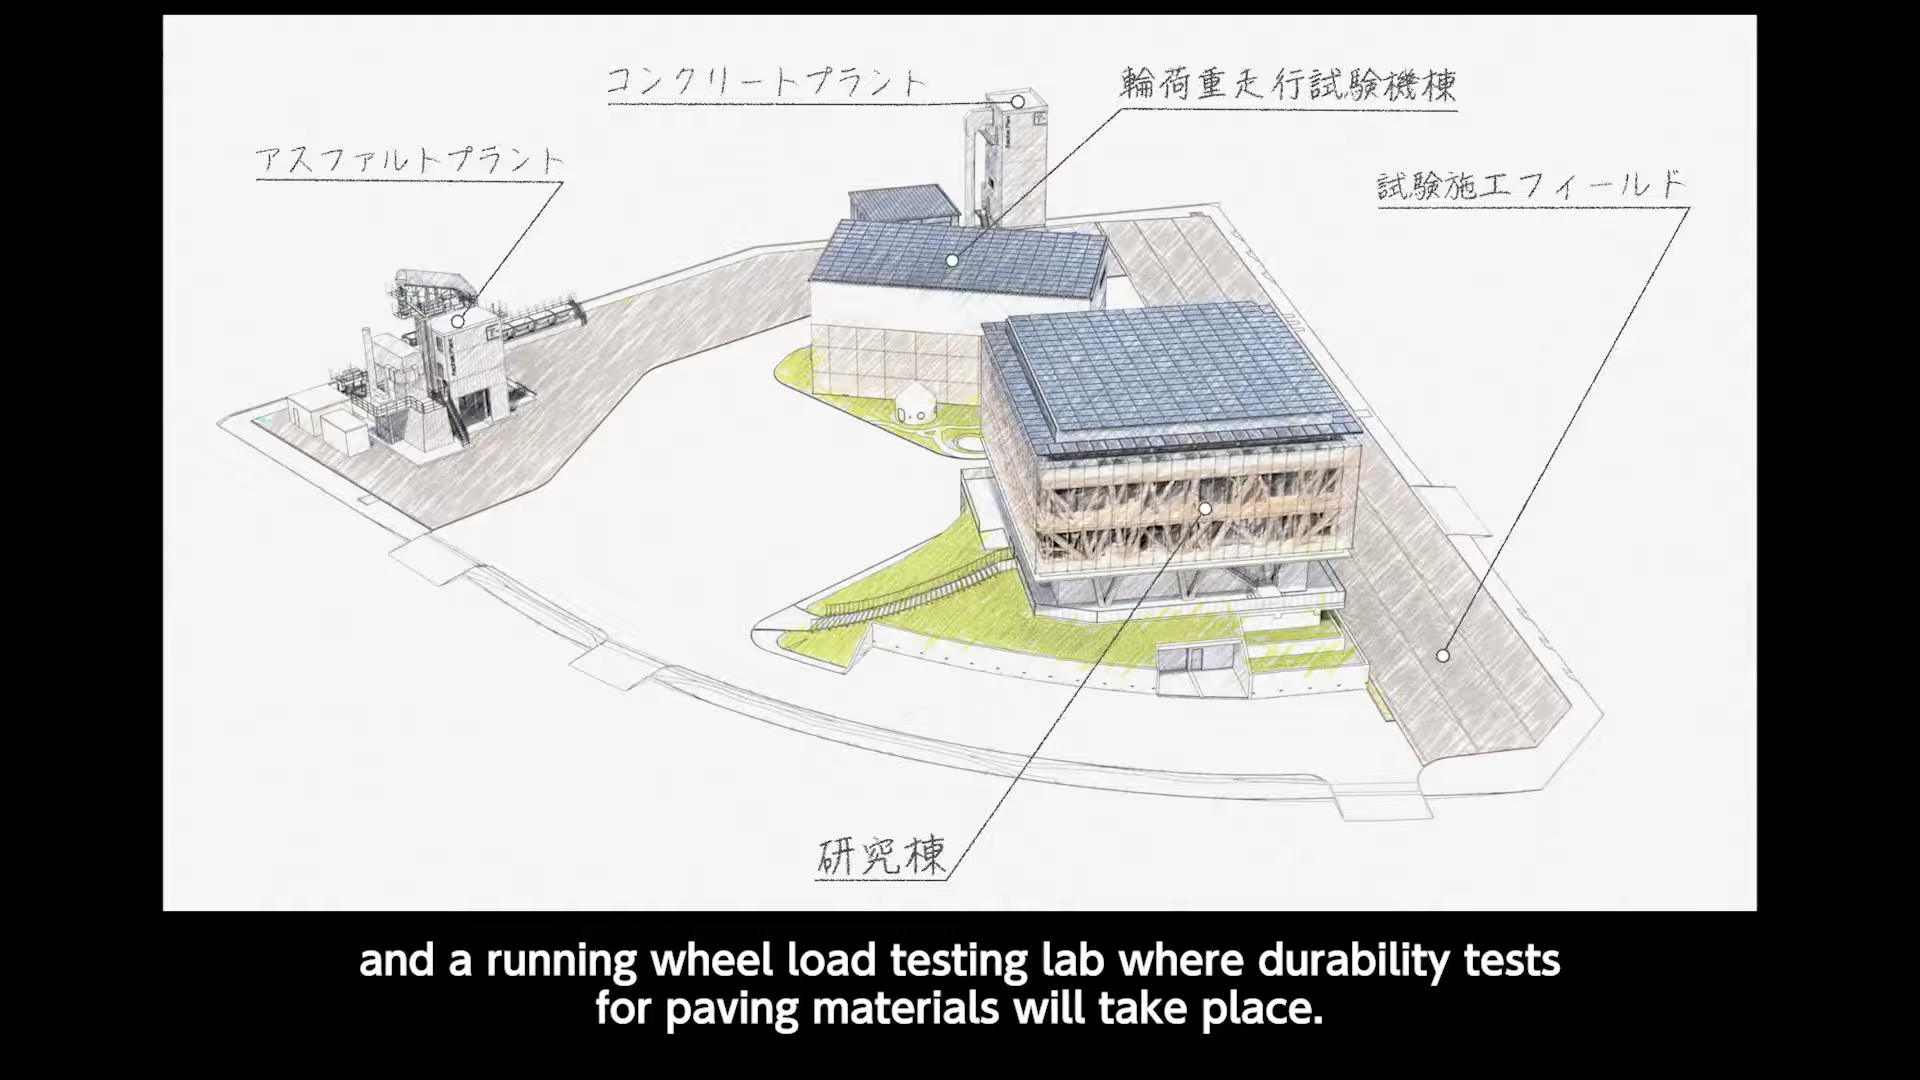 コンクリートプラント
輪荷重走行試験機棟
アスファルトプラント
試験施工フィールド
研究棟
and a running wheel load testing lab where durability tests
for paving materials will take place.